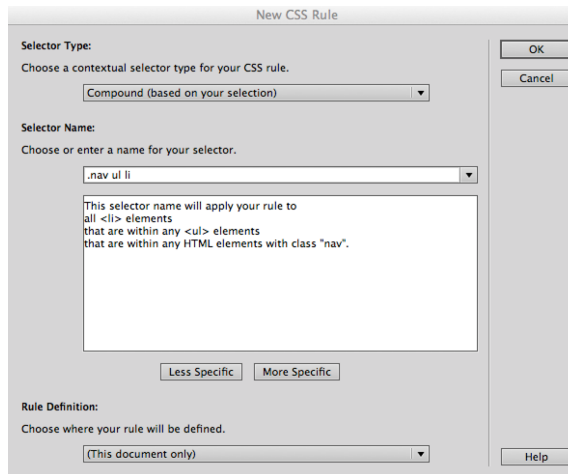 New CSS Rule
Selector Type:
OK
Choose a contextual selector type for your CSS rule.
Cancel
Compound (based on your selection)
Selector Name:
Choose or enter a name for your selector.
.nav ul li
This selector name will apply your rule to
all <li> elements
that are within any <ul> elements
that are within any HTML elements with class "nav".
Less Specific
More Specific
Rule Definition:
Choose where your rule will be defined.
(This document only)
Help